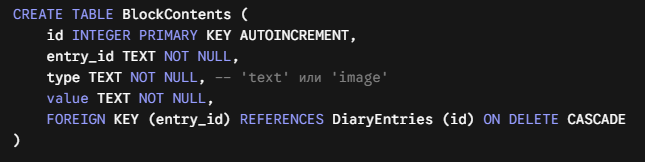 CREATE TABLE BlockContents (
    id INTEGER PRIMARY KEY AUTOINCREMENT,
    entry_id TEXT NOT NULL,
    type TEXT NOT NULL, -- 'text' или 'image'
    value TEXT NOT NULL,
    FOREIGN KEY (entry_id) REFERENCES DiaryEntries (id) ON DELETE CASCADE
)